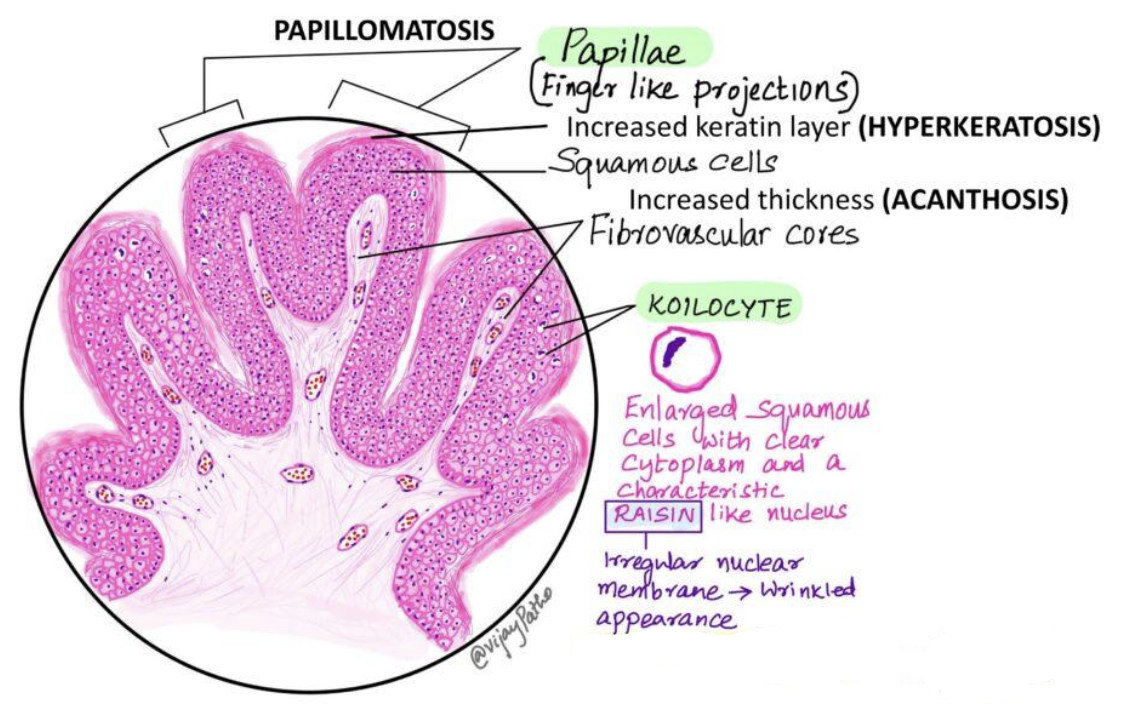 PAPILLOMATOSIS
Papillae
(Finger like projections)
Increased keratin layer (HYPERKERATOSIS)
Squamous cells
Increased thickness (ACANTHOSIS)
Fibrovascular cores
KOILOCYTE
Enlarged squamous
cells with clear
cytoplasm and a
characteristic
RAISIN like nucleus
Irregular nuclear
membrane → Wrinkled
appearance
@vijayPatho